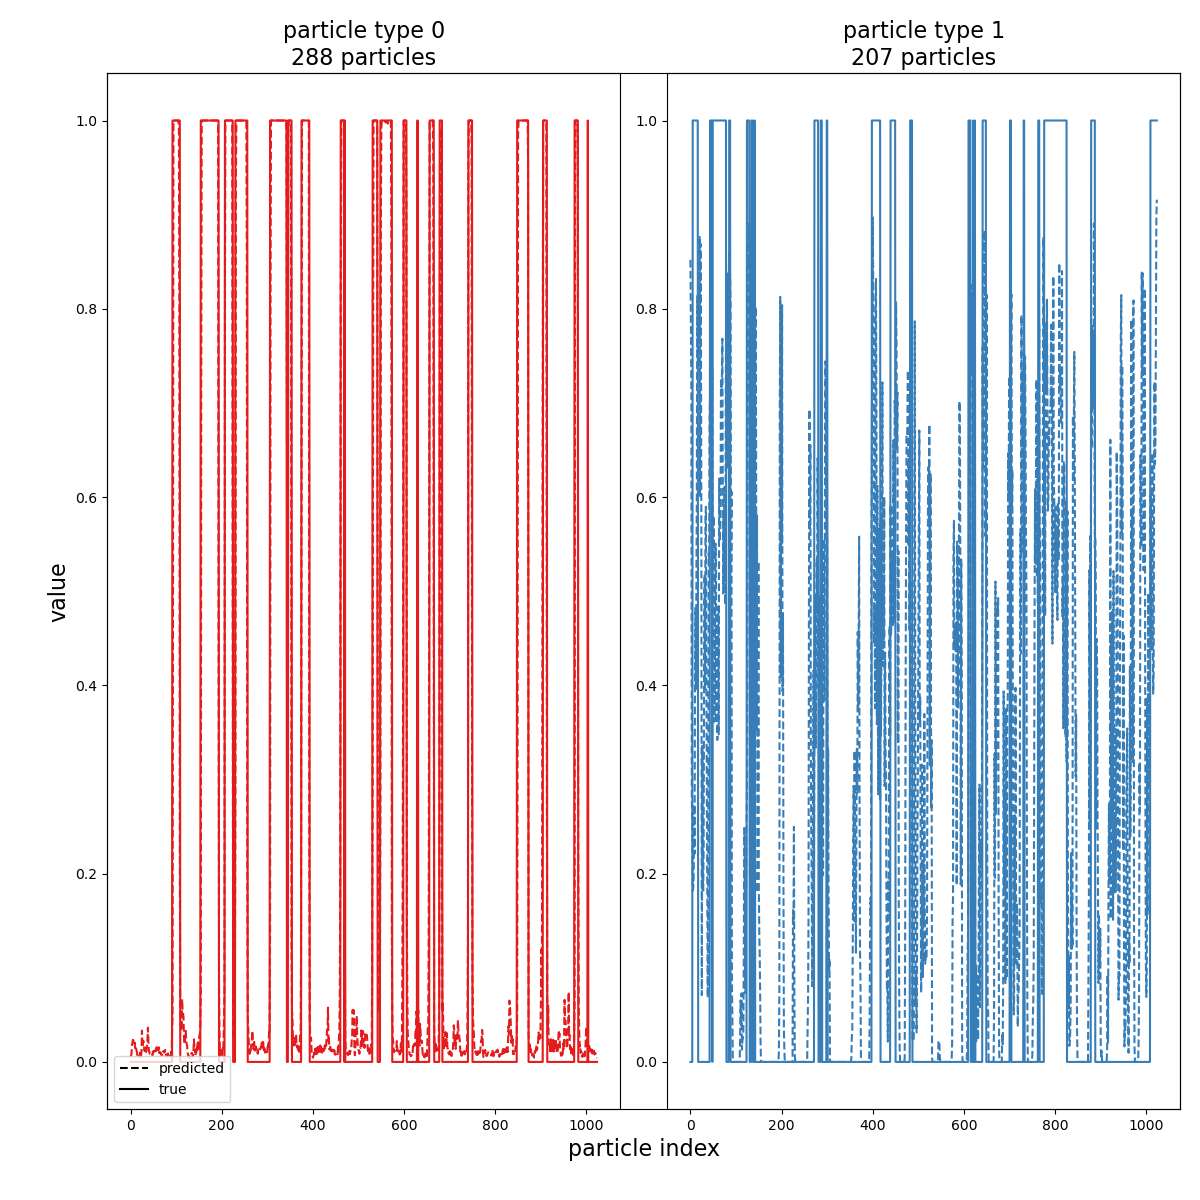 particle type 0
288 particles
particle type 1
207 particles
value
1.0
0.8
0.6
0.4
0.2
0.0
1.0
0.8
0.6
0.4
0.2
0.0
predicted
true
0 200 400 600 800 1000
0 200 400 600 800 1000
particle index